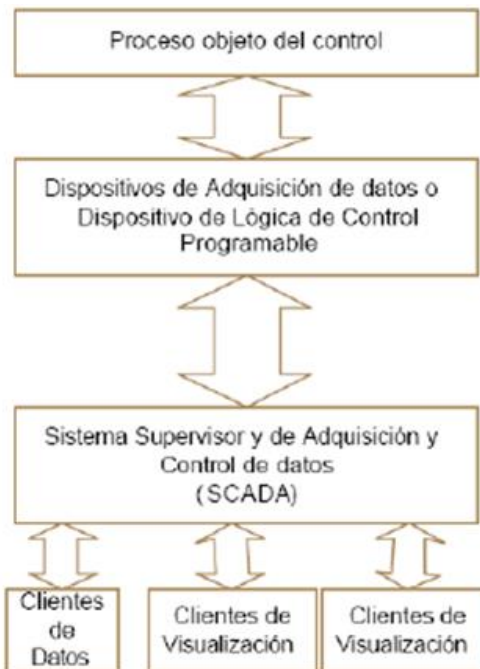 Proceso objeto del control
Dispositivos de Adquisición de datos o
Dispositivo de Lógica de Control
Programable
Sistema Supervisor y de Adquisición y
Control de datos
(SCADA)
Clientes
de
Datos
Clientes de
Visualización
Clientes de
Visualización